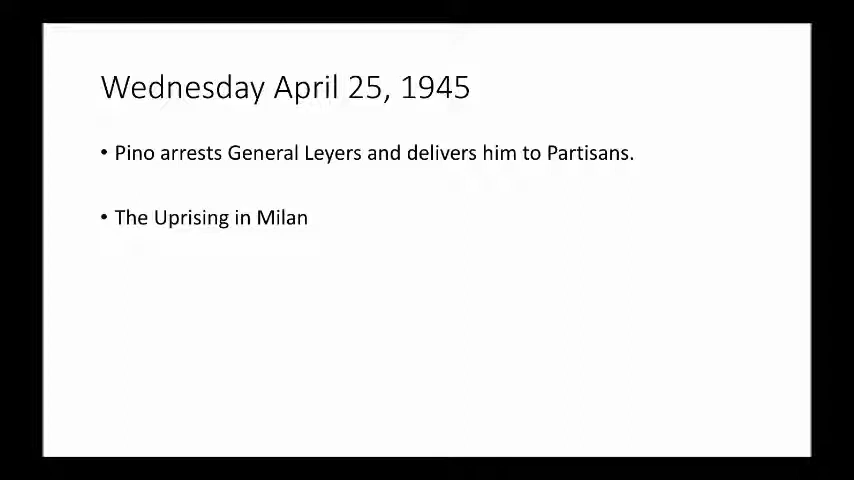 Wednesday April 25, 1945
• Pino arrests General Leyers and delivers him to Partisans.
• The Uprising in Milan